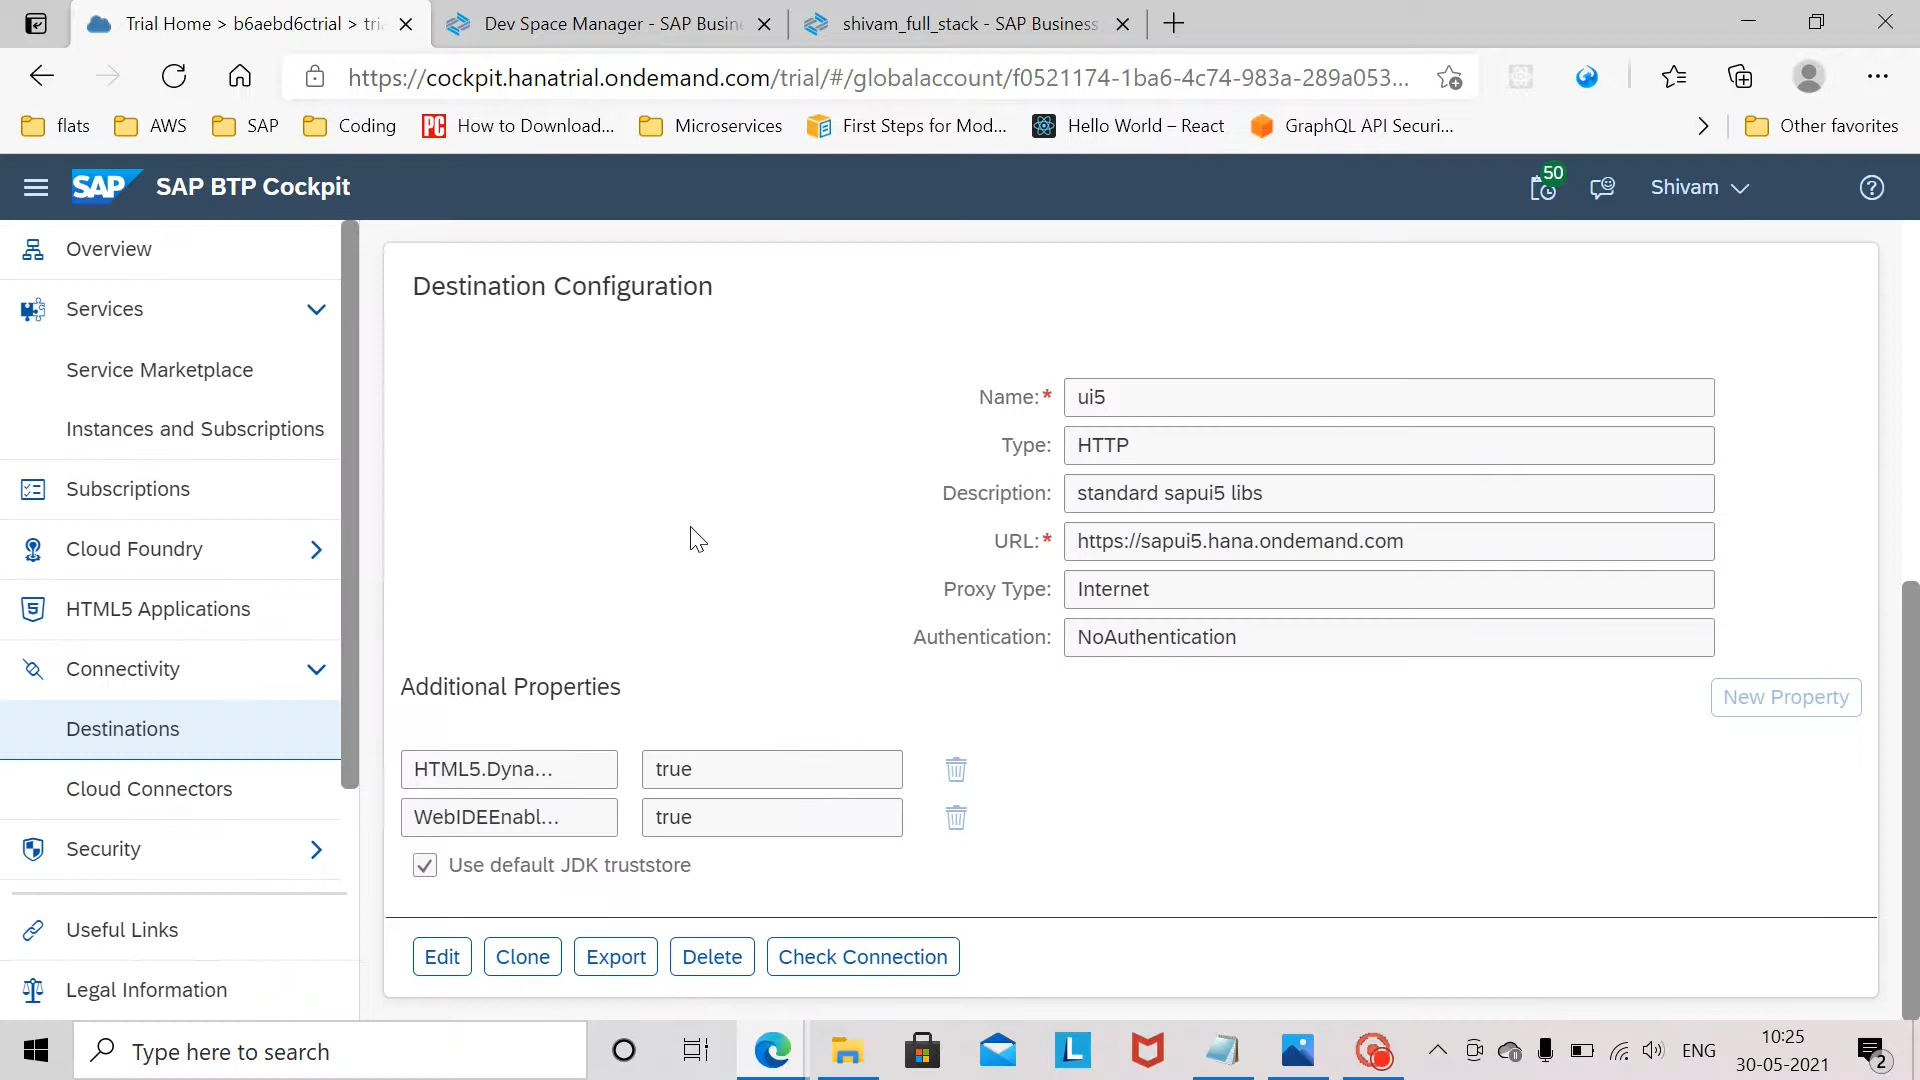 Trial Home > b6aebd6ctrial > tri
Dev Space Manager - SAP Busin
shivam_full_stack - SAP Business
https://cockpit.hanatrial.ondemand.com/trial/#/globalaccount/f0521174-1ba6-4c74-983a-289a053...
flats
AWS
SAP
Coding
PC
How to Download...
Microservices
First Steps for Mod...
Hello World – React
GraphQL API Securi...
Other favorites
SAP
SAP BTP Cockpit
50
Shivam
Overview
Services
Service Marketplace
Instances and Subscriptions
Subscriptions
Cloud Foundry
HTML5 Applications
Connectivity
Destinations
Cloud Connectors
Security
Useful Links
Legal Information
Destination Configuration
Name:* ui5
Type: HTTP
Description: standard sapui5 libs
URL:* https://sapui5.hana.ondemand.com
Proxy Type: Internet
Authentication: NoAuthentication
Additional Properties
New Property
HTML5.Dyna... true
WebIDEEnabl... true
Use default JDK truststore
Edit
Clone
Export
Delete
Check Connection
Type here to search
L
ENG
10:25
30-05-2021
2